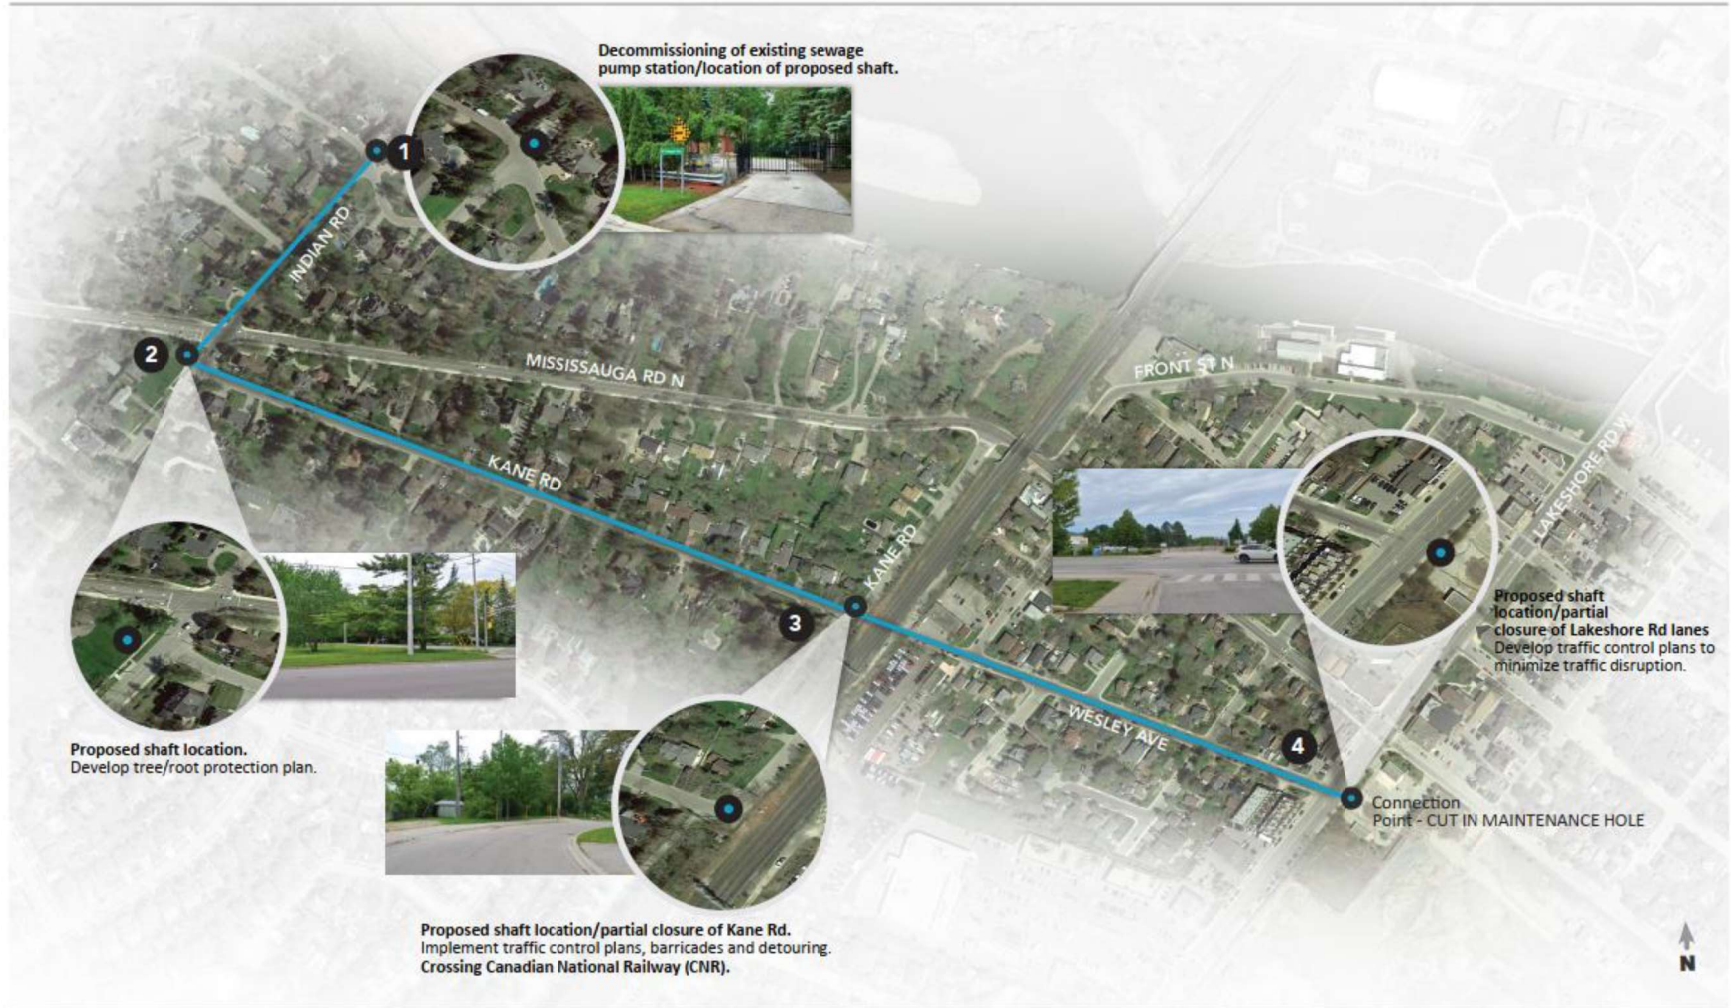 Decommissioning of existing sewage
pump station/location of proposed shaft.
1
INDIAN RD
2
MISSISSAUGA RD N
FRONT ST N
LAKESHORE RD W
KANE RD
KANE RD
3
Proposed shaft
location/partial
closure of Lakeshore Rd lanes
Develop traffic control plans to
minimize traffic disruption.
WESLEY AVE
4
Proposed shaft location.
Develop tree/root protection plan.
Connection
Point - CUT IN MAINTENANCE HOLE
Proposed shaft location/partial closure of Kane Rd.
Implement traffic control plans, barricades and detouring.
Crossing Canadian National Railway (CNR).
N